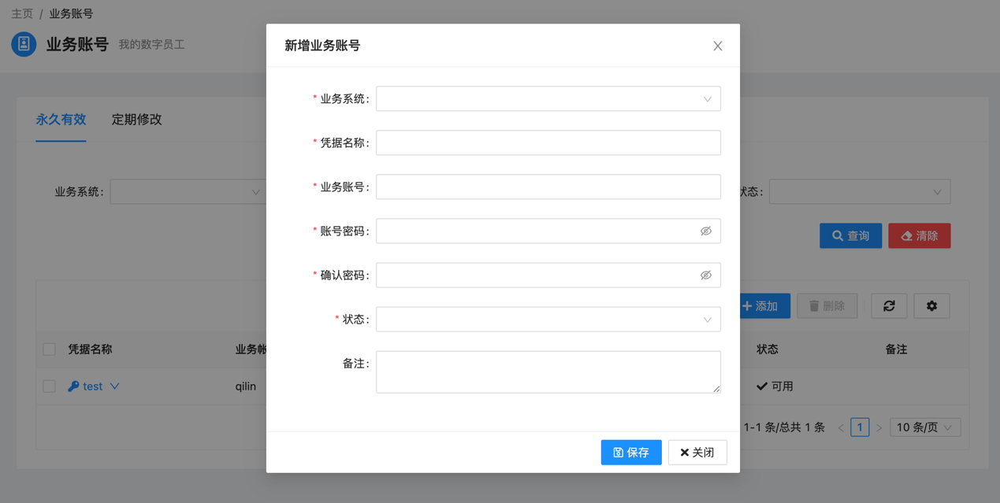 主页 / 业务账号
业务账号 我的数字员工
新增业务账号
永久有效 定期修改
* 业务系统:
* 凭据名称:
* 业务账号:
* 账号密码:
* 确认密码:
* 状态:
备注:
业务系统:
状态:
查询 清除
添加 删除
凭据名称 业务帐 状态 备注
test qilin 可用
1-1 条/总共 1 条 < 1 > 10 条/页
保存 关闭